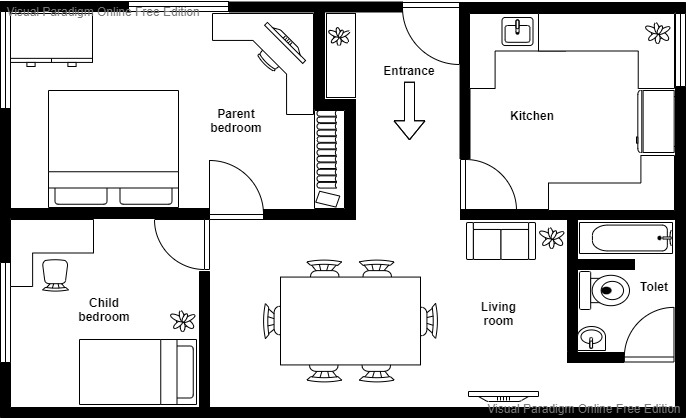 Visual Paradigm Online Free Edition
Entrance
Parent
bedroom
Kitchen
Child
bedroom
Living
room
Tolet
Visual Paradigm Online Free Edition